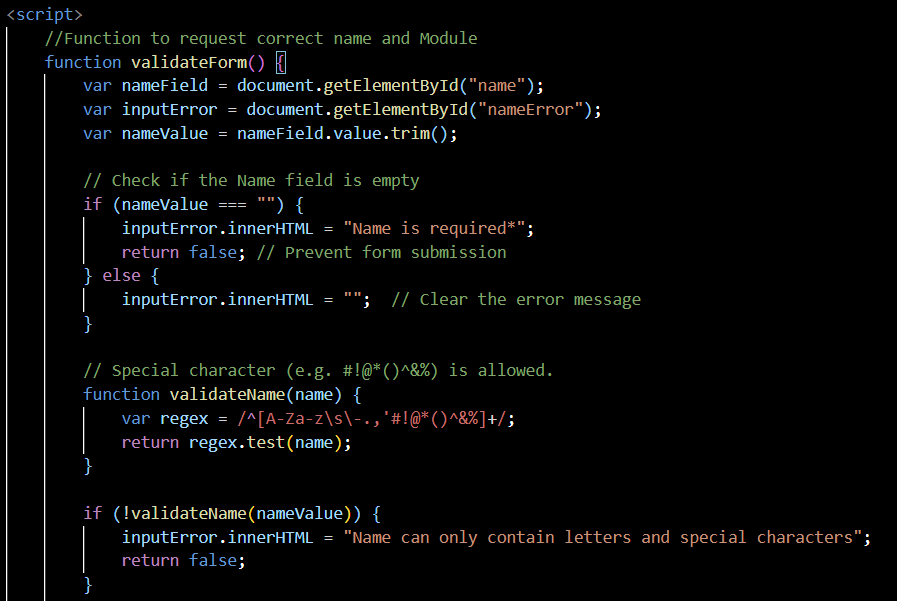 <script>
//Function to request correct name and Module
function validateForm() {
var nameField = document.getElementById("name");
var inputError = document.getElementById("nameError");
var nameValue = nameField.value.trim();
// Check if the Name field is empty
if (nameValue === "") {
inputError.innerHTML = "Name is required*";
return false; // Prevent form submission
} else {
inputError.innerHTML = "";  // Clear the error message
}
// Special character (e.g. #!@*()^&%) is allowed.
function validateName(name) {
var regex = /^[A-Za-z\s\-.,'#!@*()^&%]+/;
return regex.test(name);
}
if (!validateName(nameValue)) {
inputError.innerHTML = "Name can only contain letters and special characters";
return false;
}